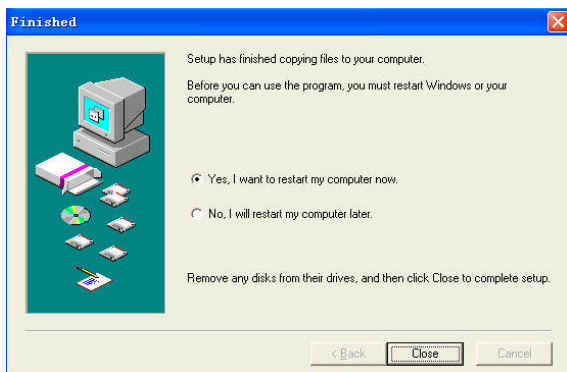 Finished
Setup has finished copying files to your computer.
Before you can use the program, you must restart Windows or your
computer.
Yes, I want to restart my computer now.
No, I will restart my computer later.
Remove any disks from their drives, and then click Close to complete setup.
< Back
Close
Cancel